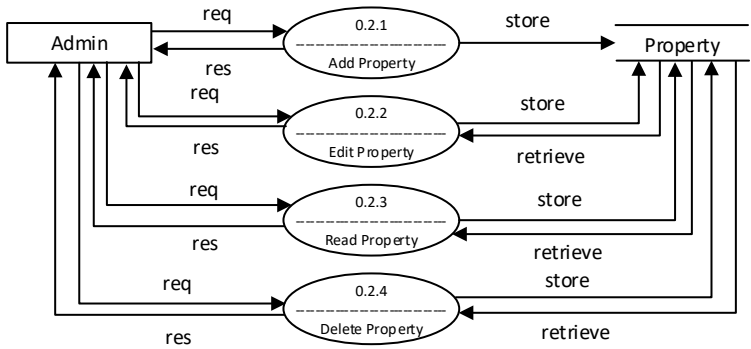 req
0.2.1
store
Admin
Property
res
Add Property
req
0.2.2
store
res
Edit Property
retrieve
req
0.2.3
store
res
Read Property
retrieve
req
0.2.4
store
res
Delete Property
retrieve